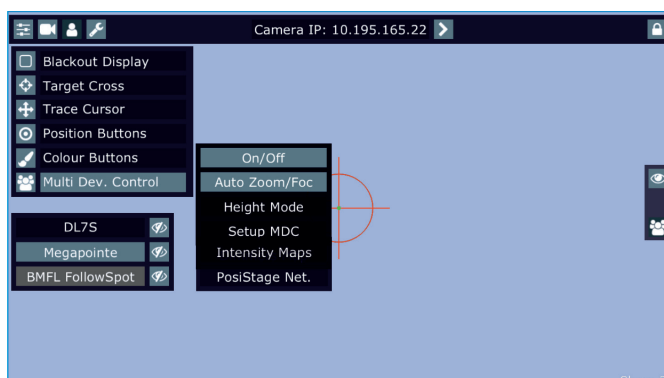 Camera IP: 10.195.165.22
Blackout Display
Target Cross
Trace Cursor
Position Buttons
Colour Buttons
Multi Dev. Control
On/Off
Auto Zoom/Foc
Height Mode
Setup MDC
Intensity Maps
PosiStage Net.
DL7S
Megapointe
BMFL FollowSpot